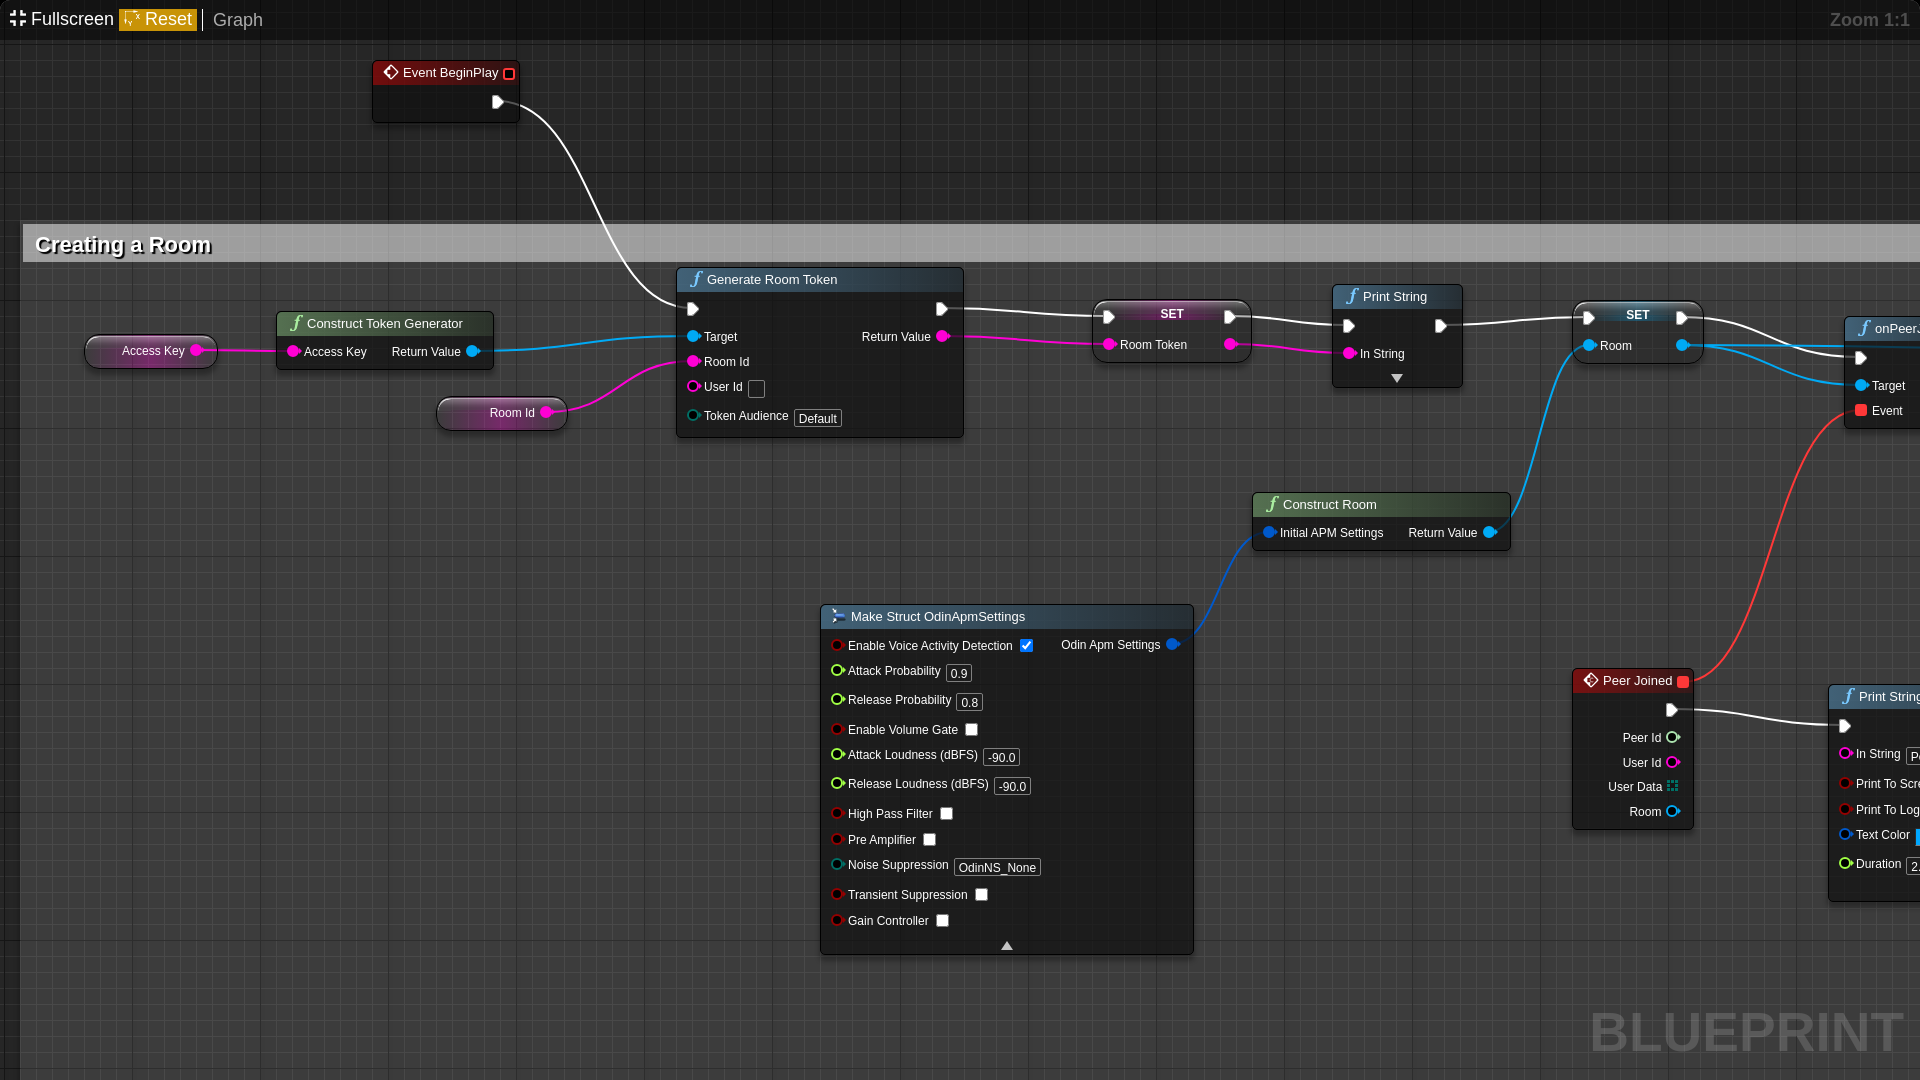 Fullscreen Reset Graph Zoom 1:1
Event BeginPlay
Creating a Room
Access Key
Construct Token Generator
Access Key Return Value
Room Id
Generate Room Token
Target Return Value
Room Id
User Id
Token Audience Default
SET
Room Token
Print String
In String
SET
Room
onPeerJ
Target
Event
Construct Room
Initial APM Settings Return Value
Make Struct OdinApmSettings
Enable Voice Activity Detection Odin Apm Settings
Attack Probability 0.9
Release Probability 0.8
Enable Volume Gate
Attack Loudness (dBFS) -90.0
Release Loudness (dBFS) -90.0
High Pass Filter
Pre Amplifier
Noise Suppression OdinNS_None
Transient Suppression
Gain Controller
Peer Joined
Peer Id
User Id
User Data
Room
Print String
In String
Print To Scre
Print To Log
Text Color
Duration 2.
BLUEPRINT